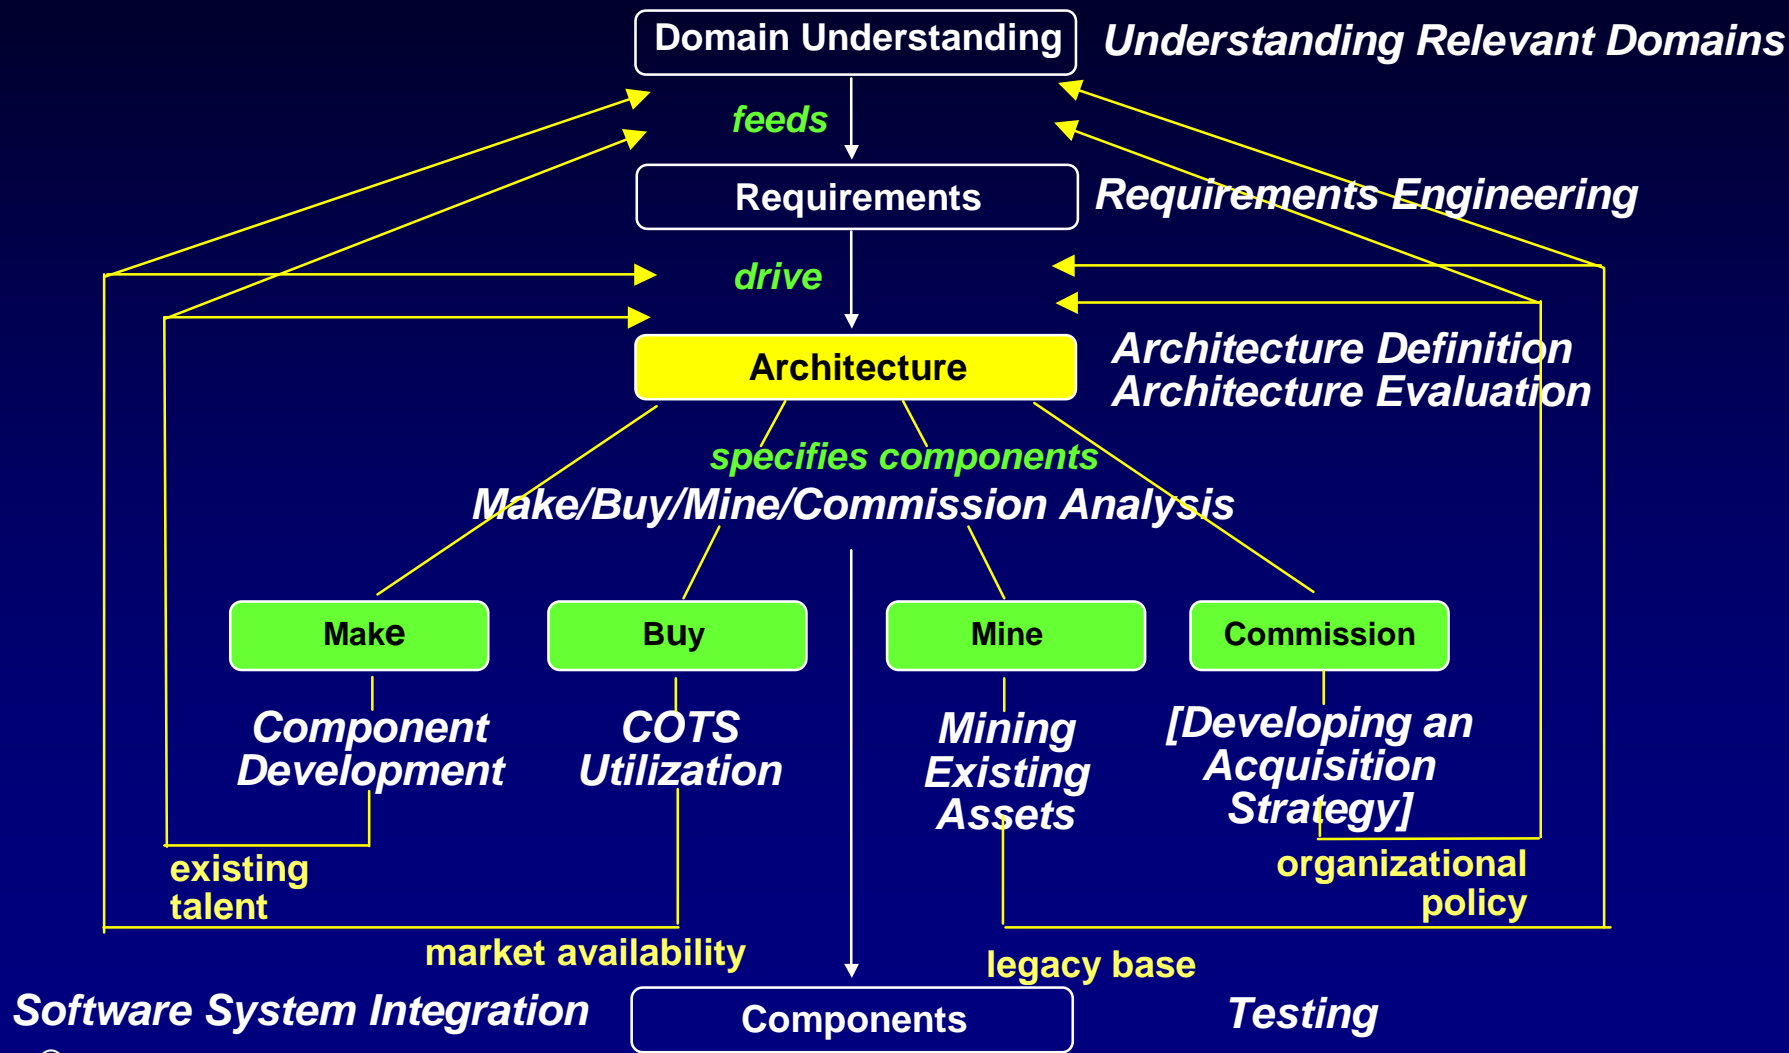 Domain Understanding
Understanding Relevant Domains
feeds
Requirements
Requirements Engineering
drive
Architecture
Architecture Definition
Architecture Evaluation
specifies components
Make/Buy/Mine/Commission Analysis
Make
Buy
Mine
Commission
Component
Development
COTS
Utilization
Mining
Existing
Assets
[Developing an
Acquisition
Strategy]
existing
talent
organizational
policy
market availability
legacy base
Software System Integration
Components
Testing